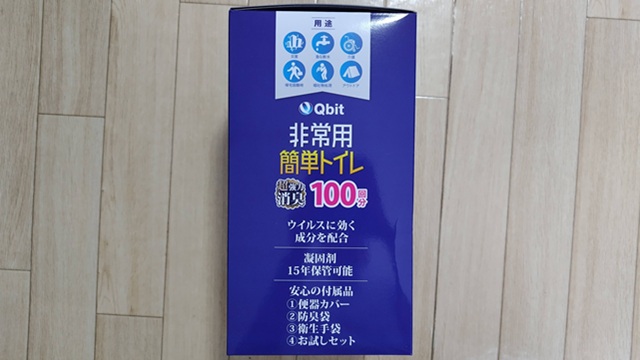 用途
Qbit
非常用
簡単トイレ
超強力
消臭
100回分
ウイルスに効く
成分を配合
凝固剤
15年保管可能
安心の付属品
①便器カバー
②防臭袋
③衛生手袋
④お試しセット